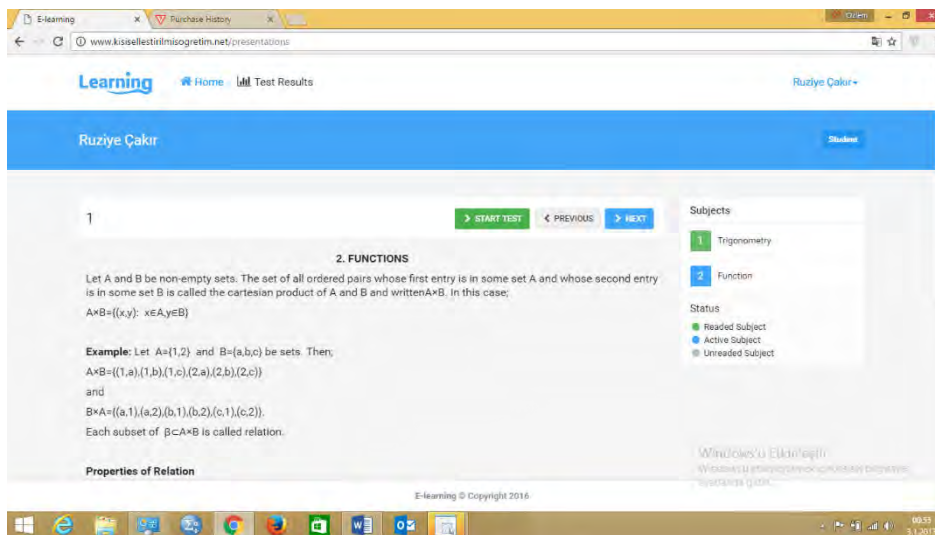 E-learning
Purchase History
www.kisisellestirilmisogretim.net/presentations
Learning
Home
Test Results
Ruziye Çakır
Ruziye Çakır
Student
1
START TEST
PREVIOUS
NEXT
2. FUNCTIONS
Let A and B be non-empty sets. The set of all ordered pairs whose first entry is in some set A and whose second entry
is in some set B is called the cartesian product of A and B and writtenA×B. In this case;
A×B={(x,y): x∈A,y∈B}
Example: Let A={1,2} and B={a,b,c} be sets. Then;
A×B={(1,a),(1,b),(1,c),(2,a),(2,b),(2,c)}
and
B×A={(a,1),(a,2),(b,1),(b,2),(c,1),(c,2)}.
Each subset of β⊂A×B is called relation.
Properties of Relation
Subjects
1 Trigonometry
2 Function
Status
Readed Subject
Active Subject
Unreaded Subject
Windows'u Etkinleştir
E-learning © Copyright 2016
00:53
3.1.2017